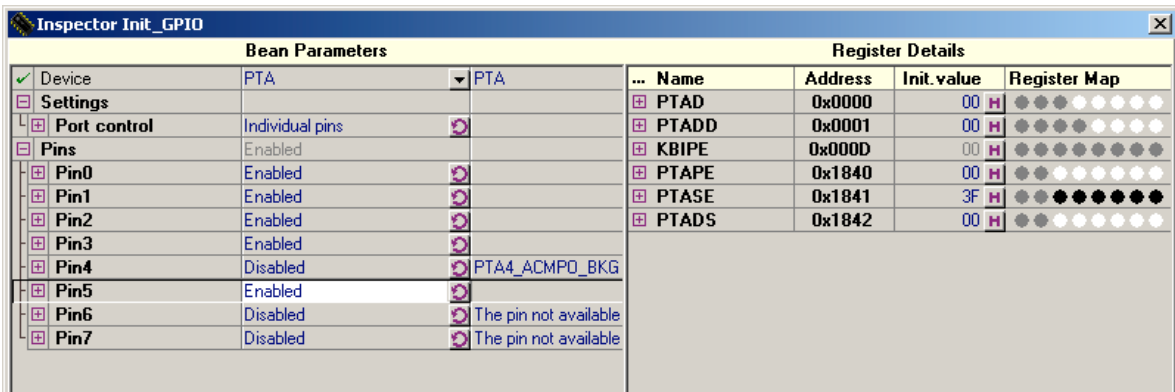 Inspector Init_GPIO
Bean Parameters
Register Details
Device PTA PTA
Settings
Port control Individual pins
Pins Enabled
Pin0 Enabled
Pin1 Enabled
Pin2 Enabled
Pin3 Enabled
Pin4 Disabled PTA4_ACMPO_BKG
Pin5 Enabled
Pin6 Disabled The pin not available
Pin7 Disabled The pin not available
... Name Address Init.value Register Map
PTAD 0x0000 00 H
PTADD 0x0001 00 H
KBIPE 0x000D 00 H
PTAPE 0x1840 00 H
PTASE 0x1841 3F H
PTADS 0x1842 00 H